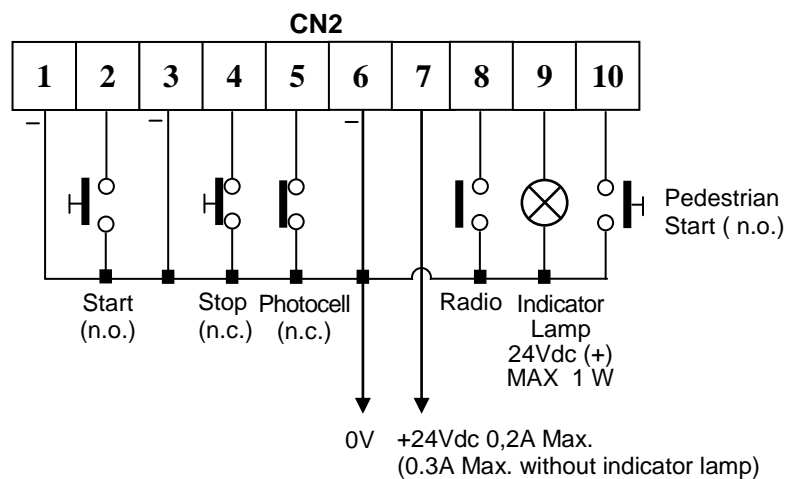 CN2
1 2 3 4 5 6 7 8 9 10
– – –
Pedestrian
Start ( n.o.)
Start
(n.o.)
Stop
(n.c.)
Photocell
(n.c.)
Radio
Indicator
Lamp
24Vdc (+)
MAX 1 W
0V
+24Vdc 0,2A Max.
(0.3A Max. without indicator lamp)